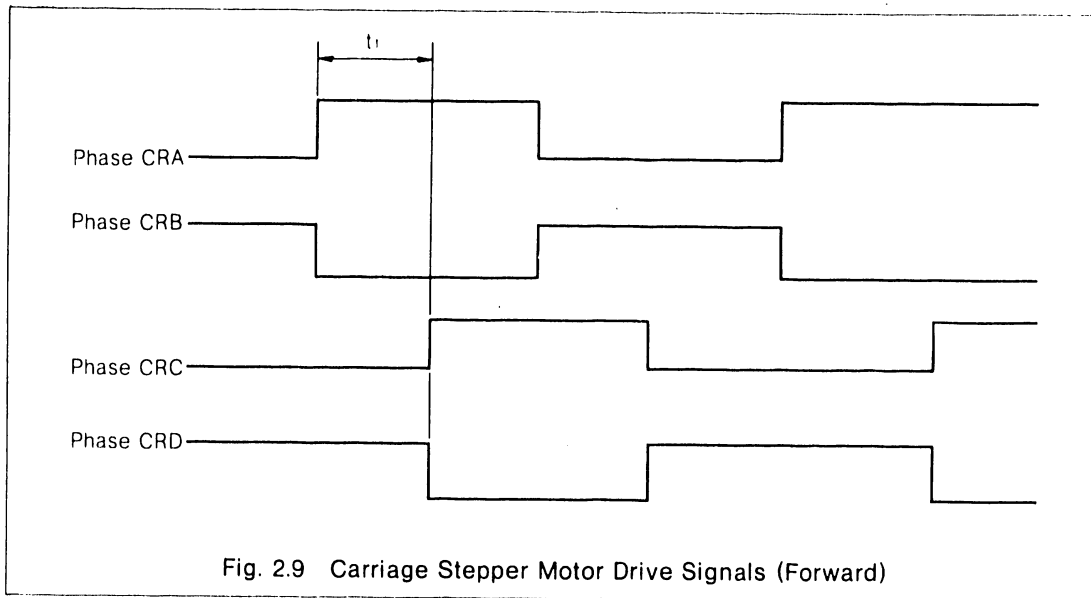 t₁
Phase CRA
Phase CRB
Phase CRC
Phase CRD
Fig. 2.9 Carriage Stepper Motor Drive Signals (Forward)